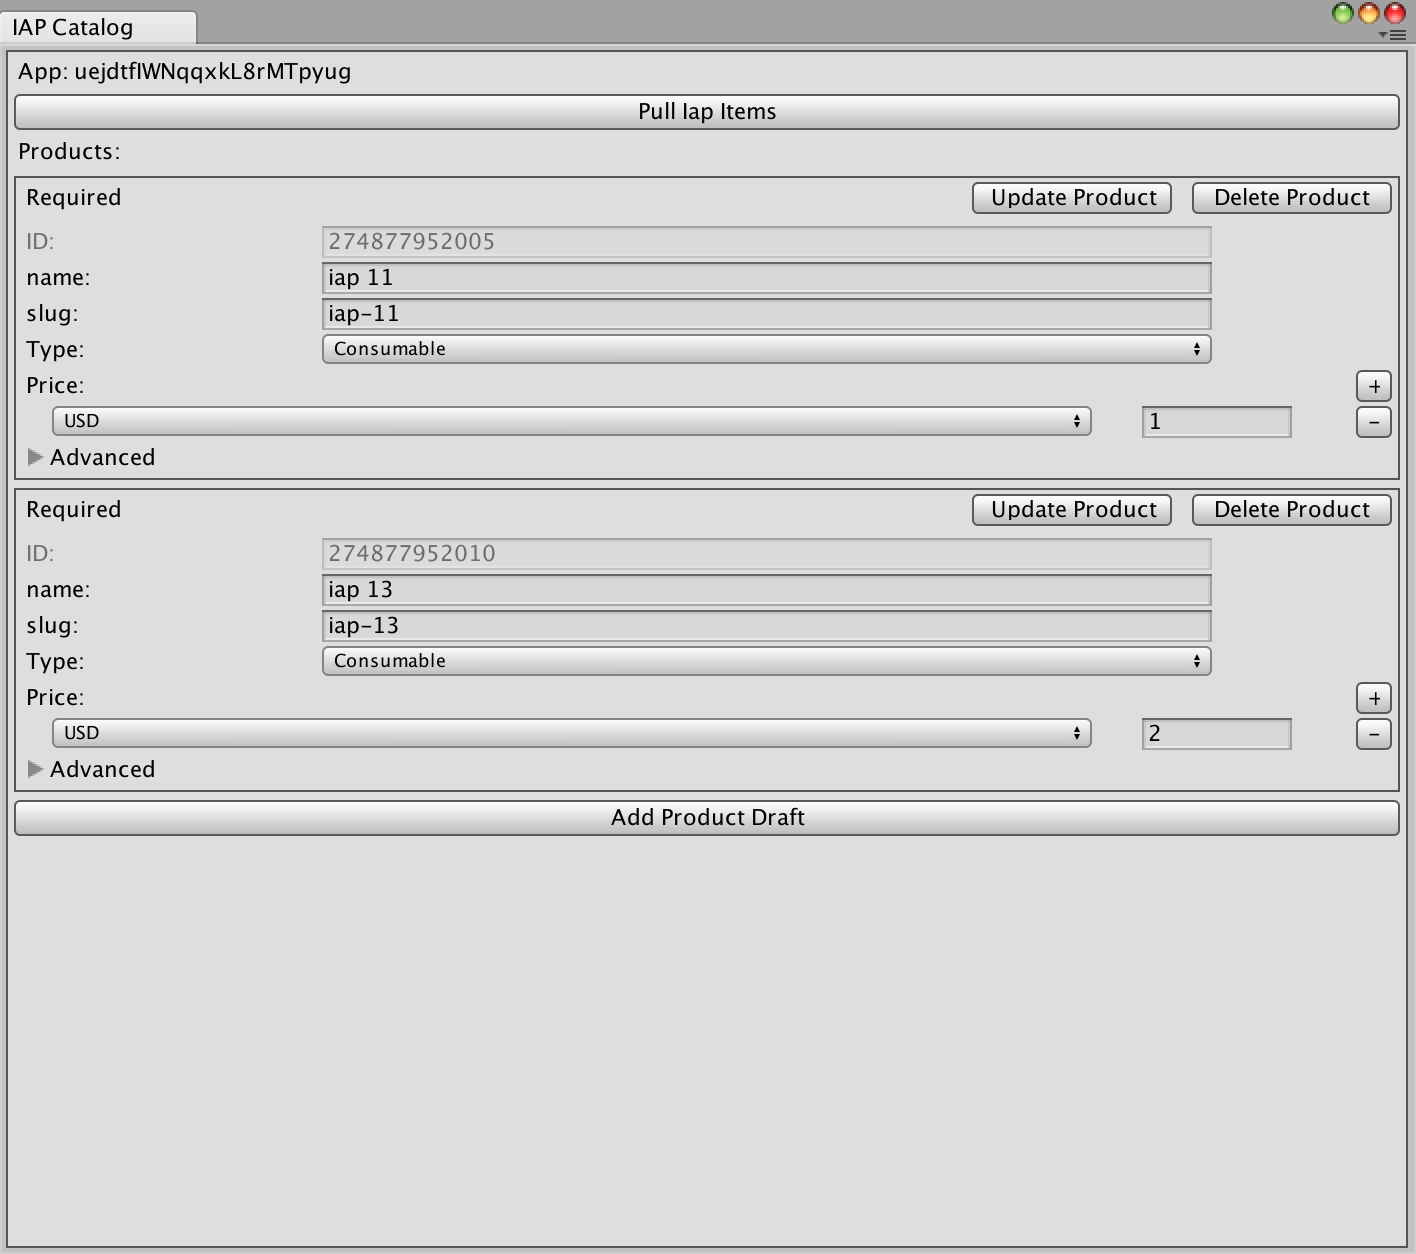 IAP Catalog
App: uejdtfIWNqqxkL8rMTpyug
Pull Iap Items
Products:
Required Update Product Delete Product
ID: 274877952005
name: iap 11
slug: iap-11
Type: Consumable
Price: +
USD 1 -
Advanced
Required Update Product Delete Product
ID: 274877952010
name: iap 13
slug: iap-13
Type: Consumable
Price: +
USD 2 -
Advanced
Add Product Draft